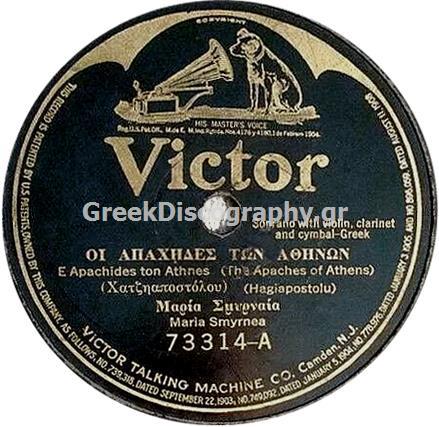 COPYRIGHT
HIS MASTER'S VOICE
Victor
GreekDiscography.gr
Soprano with violin, clarinet
and cymbal-Greek
ΟΙ ΑΠΑΧΗΔΕΣ ΤΩΝ ΑΘΗΝΩΝ
E Apachides ton Athnes (The Apaches of Athens)
(Χατζηαποστόλου) (Hagiapostolu)
Μαρία Σμυρναία
Maria Smyrnea
73314-A
VICTOR TALKING MACHINE CO. Camden, N.J.